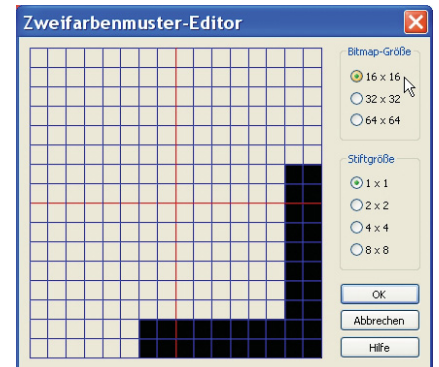 Zweifarbenmuster-Editor
Bitmap-Größe
16 x 16
32 x 32
64 x 64
Stiftgröße
1 x 1
2 x 2
4 x 4
8 x 8
OK
Abbrechen
Hilfe